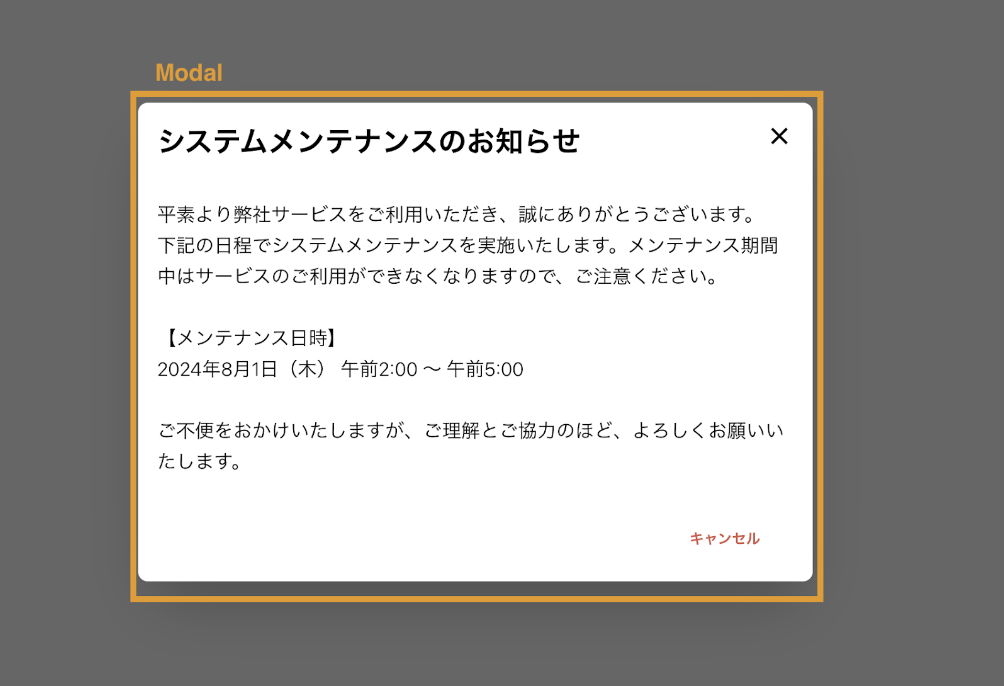 Modal
システムメンテナンスのお知らせ
平素より弊社サービスをご利用いただき、誠にありがとうございます。
下記の日程でシステムメンテナンスを実施いたします。メンテナンス期間
中はサービスのご利用ができなくなりますので、ご注意ください。
【メンテナンス日時】
2024年8月1日（木） 午前2:00 〜 午前5:00
ご不便をおかけいたしますが、ご理解とご協力のほど、よろしくお願いい
たします。
キャンセル